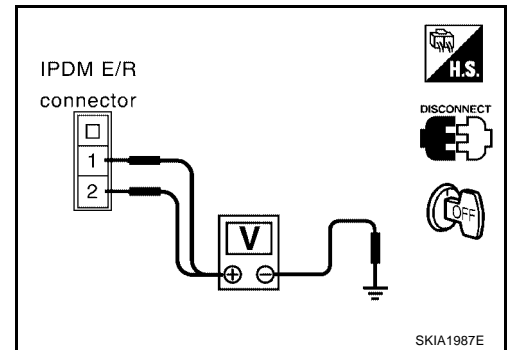 IPDM E/R
connector
1
2
V
+ −
H.S.
DISCONNECT
OFF
SKIA1987E